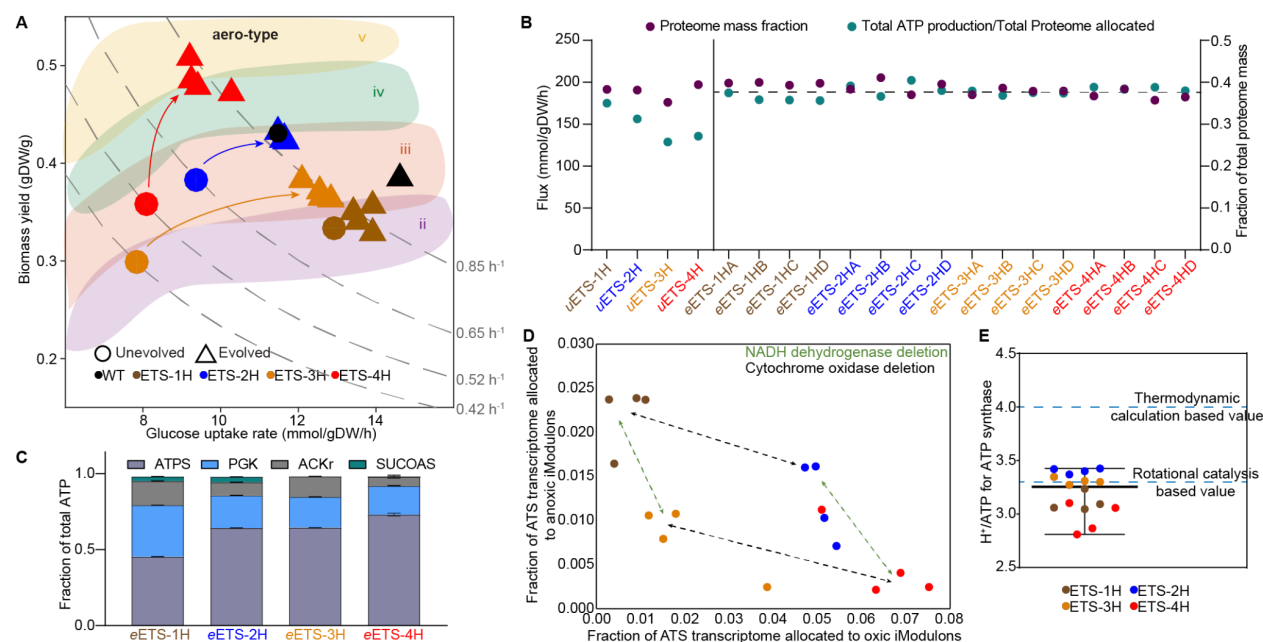 A
aero-type
v
iv
iii
ii
0.5
0.4
0.3
0.2
Biomass yield (gDW/g)
0.85 h⁻¹
0.65 h⁻¹
0.52 h⁻¹
0.42 h⁻¹
Unevolved Evolved
WT ETS-1H ETS-2H ETS-3H ETS-4H
8 10 12 14
Glucose uptake rate (mmol/gDW/h)
B
Proteome mass fraction Total ATP production/Total Proteome allocated
250
200
150
100
50
0
Flux (mmol/gDW/h)
0.5
0.4
0.3
0.2
0.1
0.0
Fraction of total proteome mass
uETS-1H
uETS-2H
uETS-3H
uETS-4H
eETS-1HA
eETS-1HB
eETS-1HC
eETS-1HD
eETS-2HA
eETS-2HB
eETS-2HC
eETS-2HD
eETS-3HA
eETS-3HB
eETS-3HC
eETS-3HD
eETS-4HA
eETS-4HB
eETS-4HC
eETS-4HD
C
ATPS PGK ACKr SUCOAS
1.0
0.5
0.0
Fraction of total ATP
eETS-1H eETS-2H eETS-3H eETS-4H
D
NADH dehydrogenase deletion
Cytochrome oxidase deletion
0.030
0.025
0.020
0.015
0.010
0.005
0.000
Fraction of ATS transcriptome allocated
to anoxic iModulons
0.00 0.01 0.02 0.03 0.04 0.05 0.06 0.07 0.08
Fraction of ATS transcriptome allocated to oxic iModulons
E
4.5
4.0
3.5
3.0
2.5
H⁺/ATP for ATP synthase
Thermodynamic
calculation based value
Rotational catalysis
based value
ETS-1H ETS-2H
ETS-3H ETS-4H